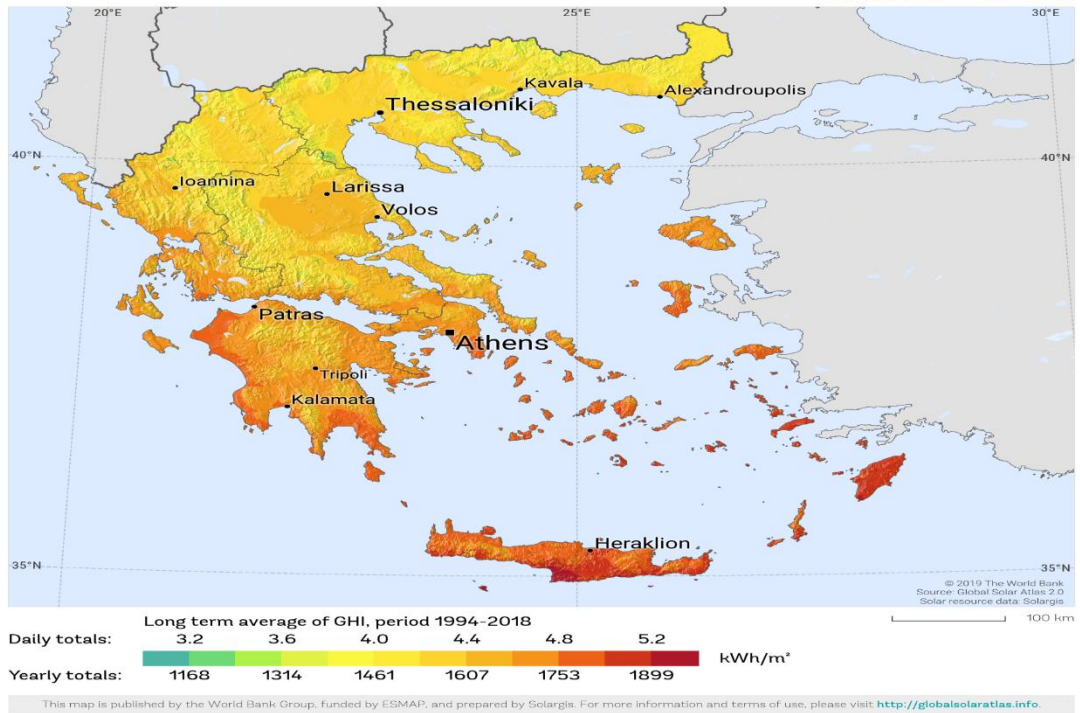 20°E
25°E
30°E
Kavala
Alexandroupolis
Thessaloniki
40°N
40°N
Ioannina
Larissa
Volos
Patras
Athens
Tripoli
Kalamata
Heraklion
35°N
35°N
© 2019 The World Bank
Source: Global Solar Atlas 2.0
Solar resource data: Solargis
100 km
Long term average of GHI, period 1994-2018
Daily totals: 3.2 3.6 4.0 4.4 4.8 5.2
kWh/m²
Yearly totals: 1168 1314 1461 1607 1753 1899
This map is published by the World Bank Group, funded by ESMAP, and prepared by Solargis. For more information and terms of use, please visit http://globalsolaratlas.info.